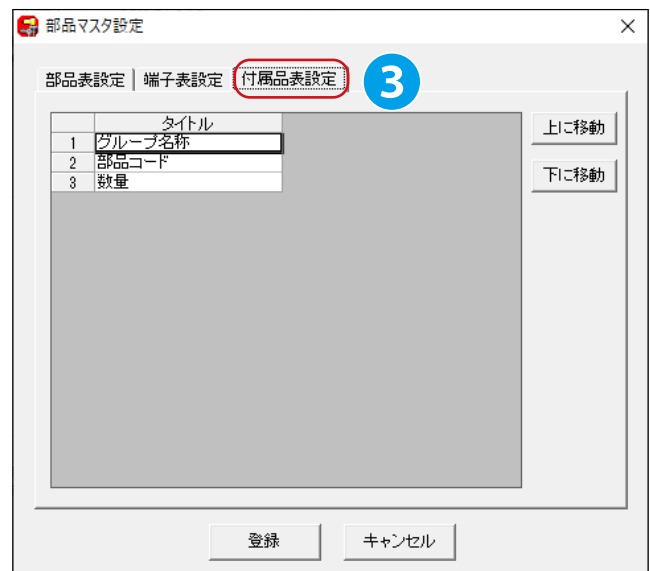 部品マスタ設定
部品表設定 端子表設定 付属品表設定 3
タイトル
1 グループ名称
2 部品コード
3 数量
上に移動
下に移動
登録 キャンセル